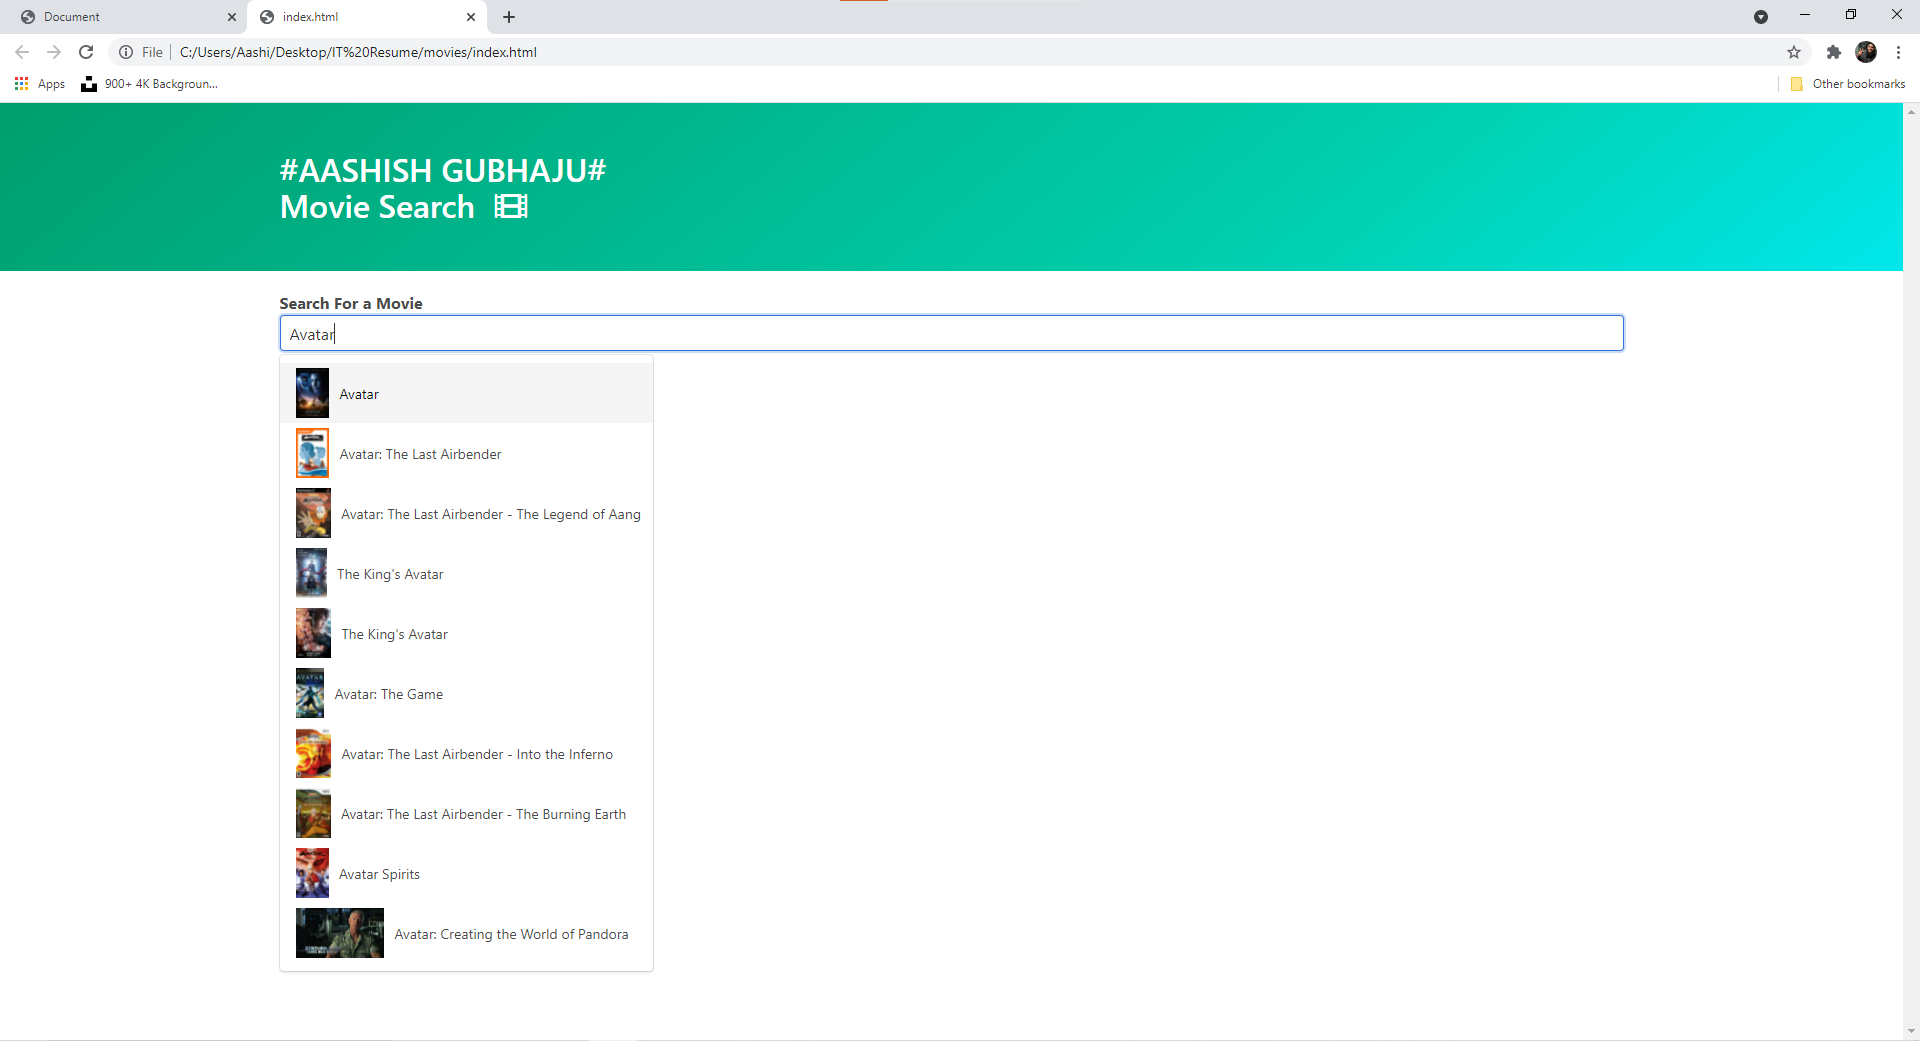 Document
index.html
File
C:/Users/Aashi/Desktop/IT%20Resume/movies/index.html
Apps
900+ 4K Backgroun...
Other bookmarks
#AASHISH GUBHAJU#
Movie Search
Search For a Movie
Avatar
Avatar
Avatar: The Last Airbender
Avatar: The Last Airbender - The Legend of Aang
The King's Avatar
The King's Avatar
Avatar: The Game
Avatar: The Last Airbender - Into the Inferno
Avatar: The Last Airbender - The Burning Earth
Avatar Spirits
Avatar: Creating the World of Pandora